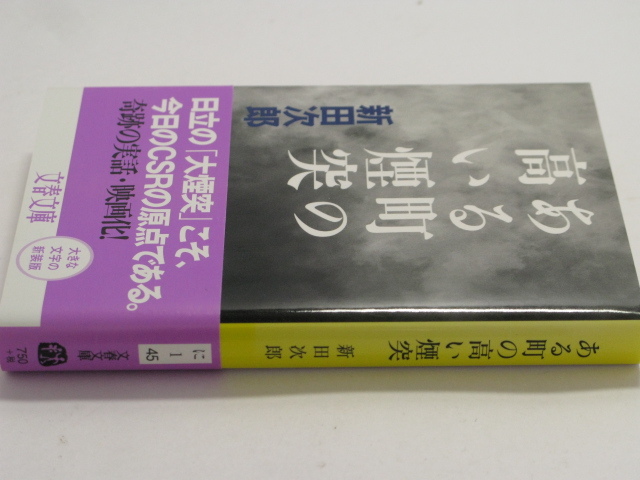 ある町の
高い煙突
新田次郎
日立の「大煙突」こそ、
今日のCSRの原点である。
奇跡の実話・映画化!
文春文庫
大きな
文字の
新装版
ある町の高い煙突
新田次郎
に
1
45
文春文庫
750